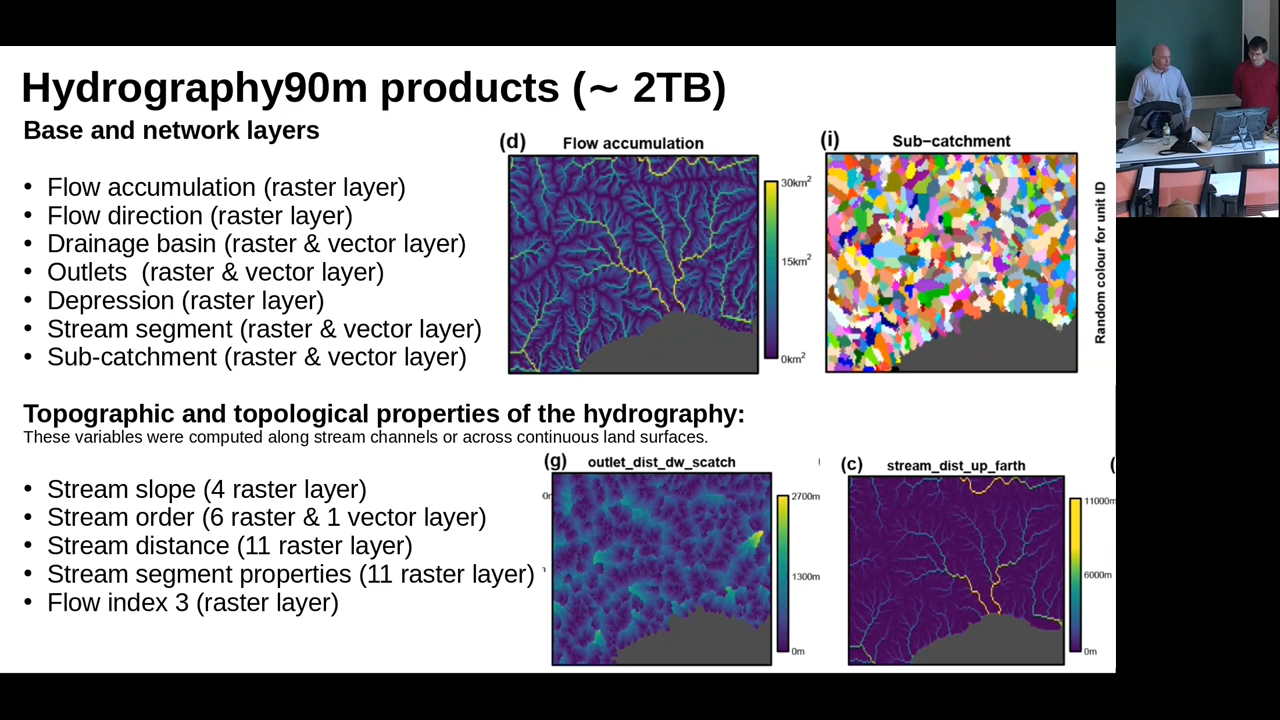 Hydrography90m products (~ 2TB)
Base and network layers
• Flow accumulation (raster layer)
• Flow direction (raster layer)
• Drainage basin (raster & vector layer)
• Outlets  (raster & vector layer)
• Depression (raster layer)
• Stream segment (raster & vector layer)
• Sub-catchment (raster & vector layer)
(d) Flow accumulation
30km²
15km²
0km²
(i) Sub−catchment
Random colour for unit ID
Topographic and topological properties of the hydrography:
These variables were computed along stream channels or across continuous land surfaces.
• Stream slope (4 raster layer)
• Stream order (6 raster & 1 vector layer)
• Stream distance (11 raster layer)
• Stream segment properties (11 raster layer)
• Flow index 3 (raster layer)
(g) outlet_dist_dw_scatch
2700m
1300m
0m
(c) stream_dist_up_farth
11000m
6000m
0m